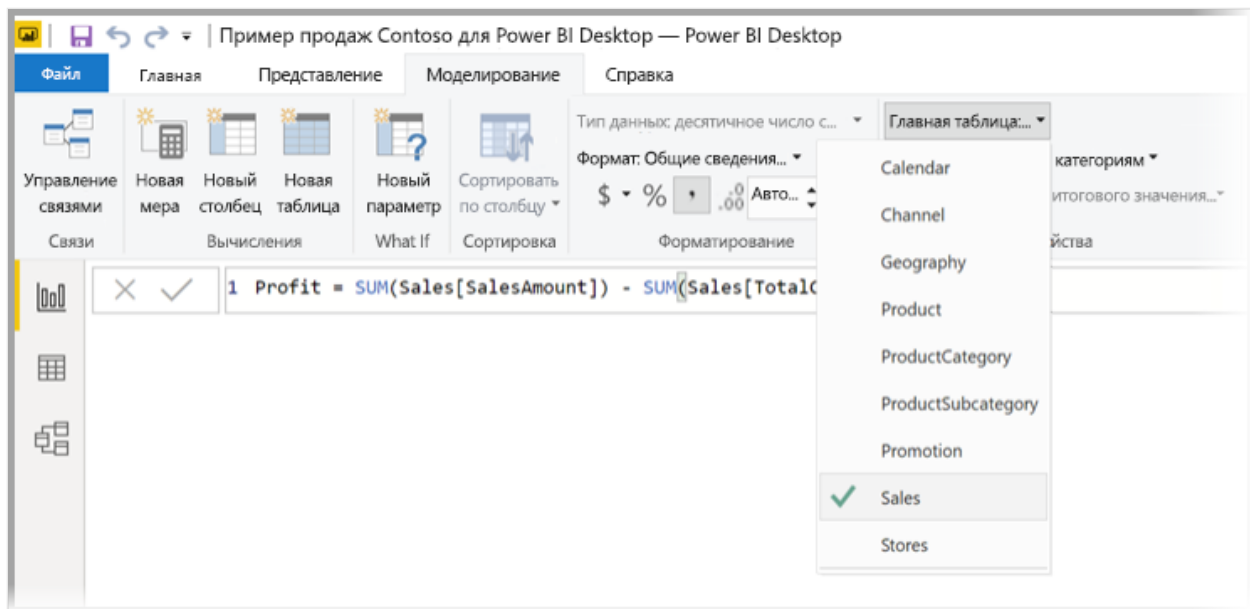 Пример продаж Contoso для Power BI Desktop — Power BI Desktop
Файл Главная Представление Моделирование Справка
Управление связями
Новая мера
Новый столбец
Новая таблица
Новый параметр
Сортировать по столбцу
Тип данных: десятичное число с...
Формат: Общие сведения...
$ % , .00 Авто...
Главная таблица:...
категориям
итогового значения...
Связи Вычисления What If Сортировка Форматирование
1 Profit = SUM(Sales[SalesAmount]) - SUM(Sales[TotalC
Calendar
Channel
Geography
Product
ProductCategory
ProductSubcategory
Promotion
Sales
Stores